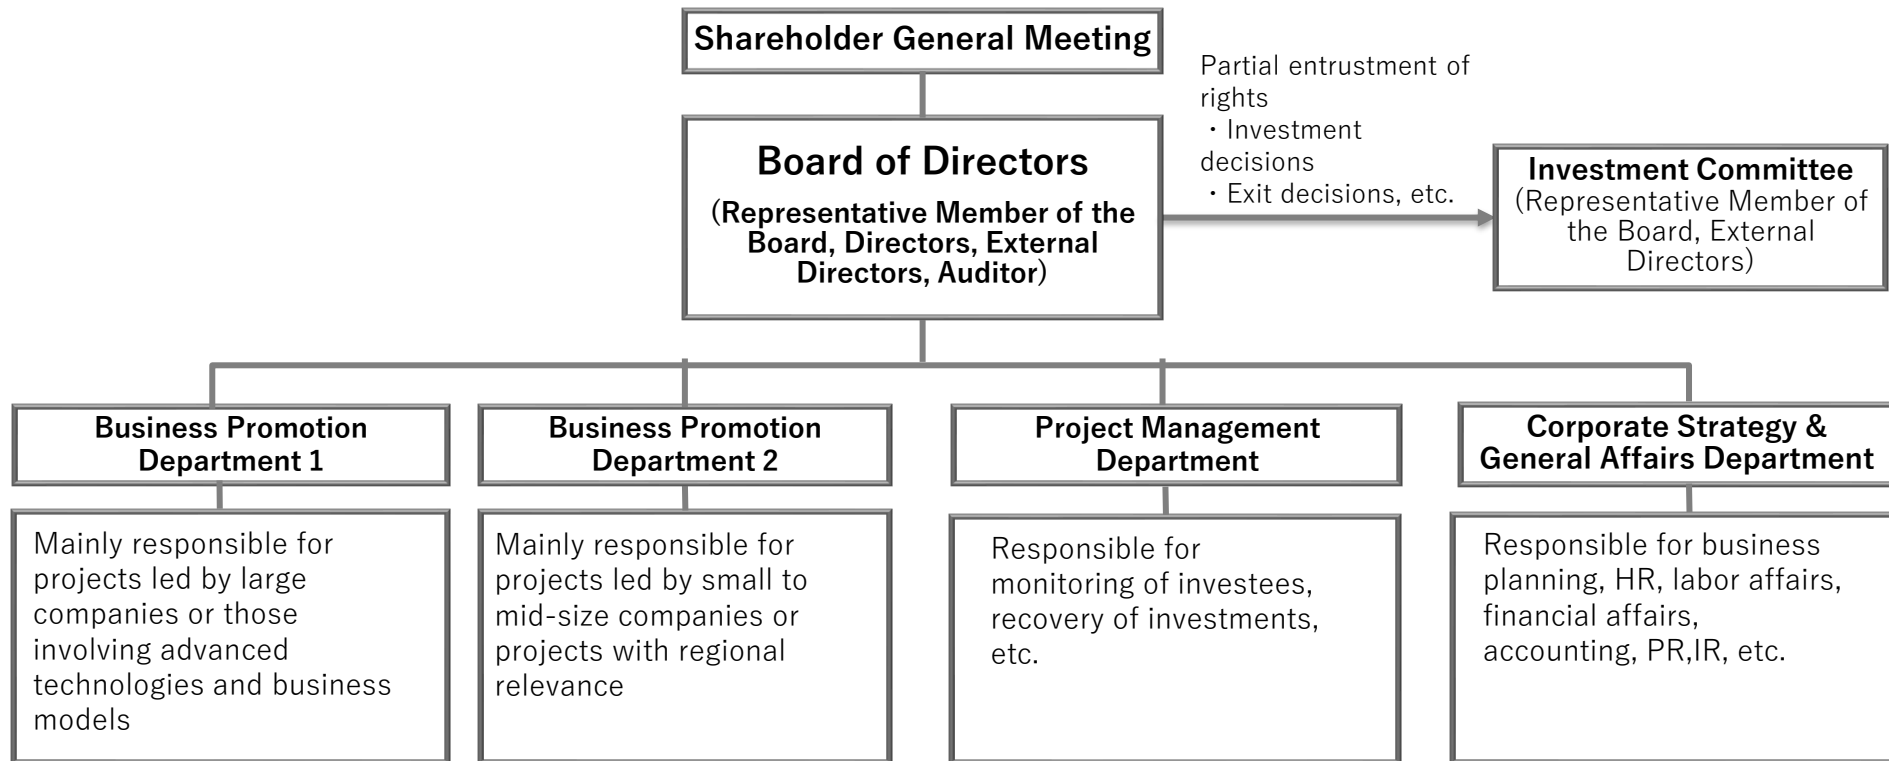 Shareholder General Meeting
Partial entrustment of
rights
・Investment
decisions
・Exit decisions, etc.
Board of Directors
(Representative Member of the
Board, Directors, External
Directors, Auditor)
Investment Committee
(Representative Member of
the Board, External
Directors)
Business Promotion
Department 1
Business Promotion
Department 2
Project Management
Department
Corporate Strategy &
General Affairs Department
Mainly responsible for
projects led by large
companies or those
involving advanced
technologies and business
models
Mainly responsible for
projects led by small to
mid-size companies or
projects with regional
relevance
Responsible for
monitoring of investees,
recovery of investments,
etc.
Responsible for business
planning, HR, labor affairs,
financial affairs,
accounting, PR,IR, etc.